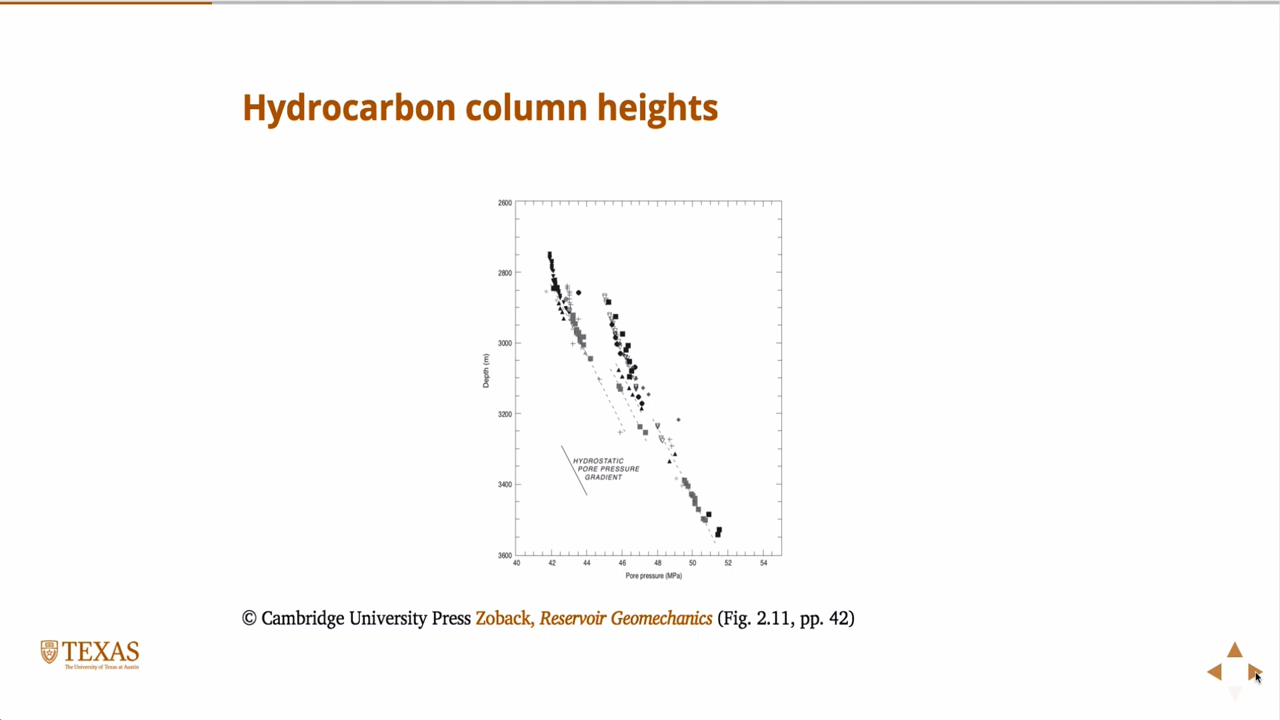 Hydrocarbon column heights
2600
2800
3000
3200
3400
3600
Depth (m)
HYDROSTATIC
PORE PRESSURE
GRADIENT
40 42 44 46 48 50 52 54
Pore pressure (MPa)
© Cambridge University Press Zoback, Reservoir Geomechanics (Fig. 2.11, pp. 42)
TEXAS
The University of Texas at Austin